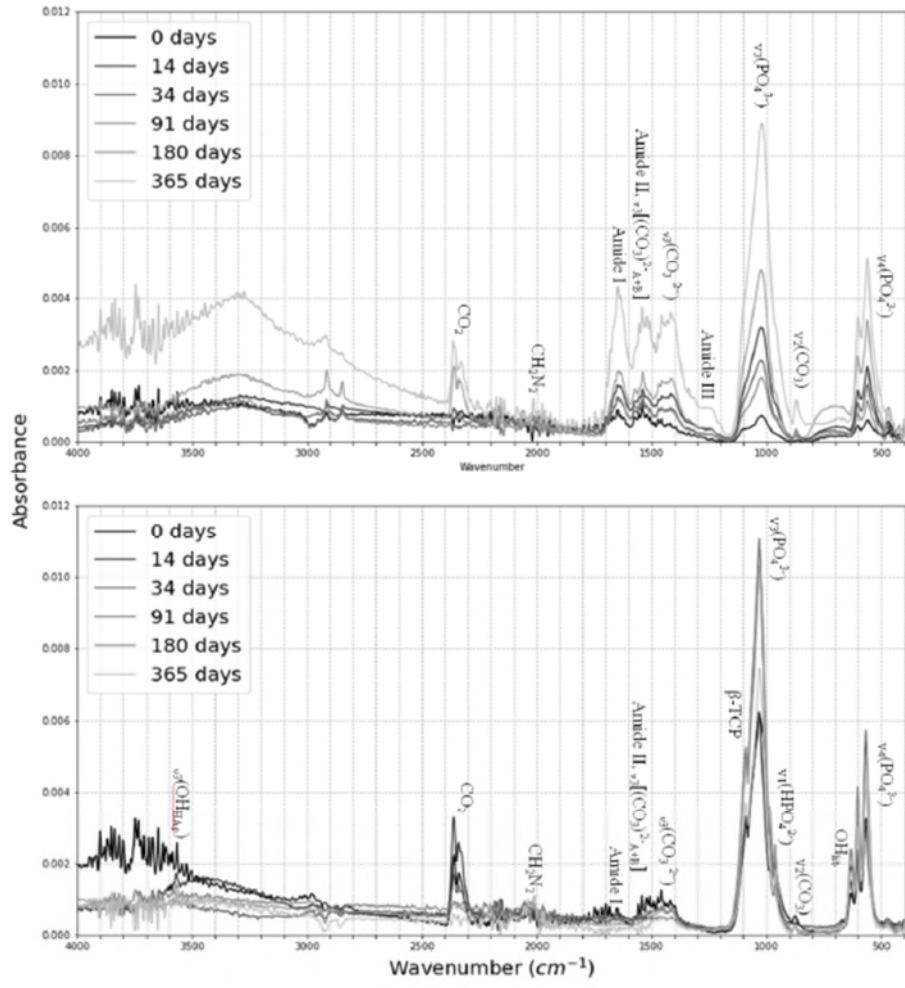 0.012
0.010
0.008
0.006
0.004
0.002
0.000
0 days
14 days
34 days
91 days
180 days
365 days
CO₂
CH₂N₂
Amide I
Amide II, ν₃[(CO₃)²⁻A+B]
ν₃(CO₃²⁻)
Amide III
ν₃(PO₄³⁻)
ν₂(CO₃)
ν₄(PO₄³⁻)
4000 3500 3000 2500 2000 1500 1000 500
Wavenumber
Absorbance
0.012
0.010
0.008
0.006
0.004
0.002
0.000
0 days
14 days
34 days
91 days
180 days
365 days
CO₂
CH₂N₂
Amide I
Amide II, ν₃[(CO₃)²⁻A+B]
ν₃(CO₃²⁻)
β-TCP
ν₃(PO₄³⁻)
ν₁(HPO₄²⁻)
ν₂(CO₃)
ν₄(PO₄³⁻)
4000 3500 3000 2500 2000 1500 1000 500
Wavenumber (cm⁻¹)